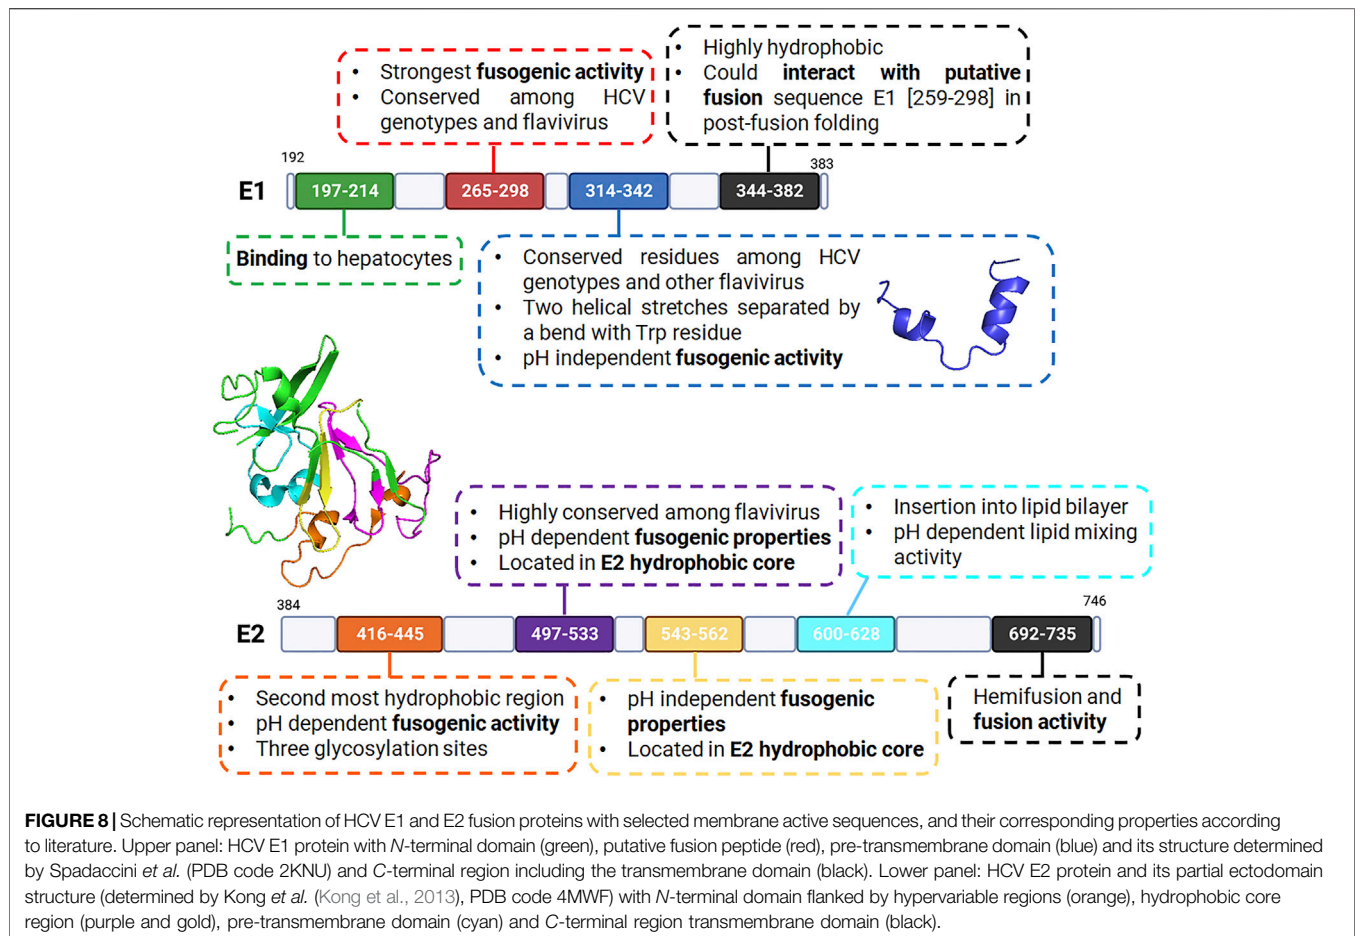 • Strongest fusogenic activity
• Conserved among HCV
genotypes and flavivirus
• Highly hydrophobic
• Could interact with putative
fusion sequence E1 [259-298] in
post-fusion folding
192
383
E1
197-214
265-298
314-342
344-382
Binding to hepatocytes
• Conserved residues among HCV
genotypes and other flavivirus
• Two helical stretches separated by
a bend with Trp residue
• pH independent fusogenic activity
• Highly conserved among flavivirus
• pH dependent fusogenic properties
• Located in E2 hydrophobic core
• Insertion into lipid bilayer
• pH dependent lipid mixing
activity
384
746
E2
416-445
497-533
543-562
600-628
692-735
• Second most hydrophobic region
• pH dependent fusogenic activity
• Three glycosylation sites
• pH independent fusogenic
properties
• Located in E2 hydrophobic core
Hemifusion and
fusion activity
FIGURE 8 | Schematic representation of HCV E1 and E2 fusion proteins with selected membrane active sequences, and their corresponding properties according
to literature. Upper panel: HCV E1 protein with N-terminal domain (green), putative fusion peptide (red), pre-transmembrane domain (blue) and its structure determined
by Spadaccini et al. (PDB code 2KNU) and C-terminal region including the transmembrane domain (black). Lower panel: HCV E2 protein and its partial ectodomain
structure (determined by Kong et al. (Kong et al., 2013), PDB code 4MWF) with N-terminal domain flanked by hypervariable regions (orange), hydrophobic core
region (purple and gold), pre-transmembrane domain (cyan) and C-terminal region transmembrane domain (black).